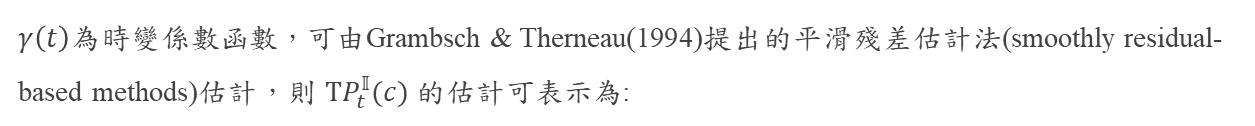 γ(t)為時變係數函數，可由Grambsch & Therneau(1994)提出的平滑殘差估計法(smoothly residual-
based methods)估計，則 TP_t^𝕀(c) 的估計可表示為: